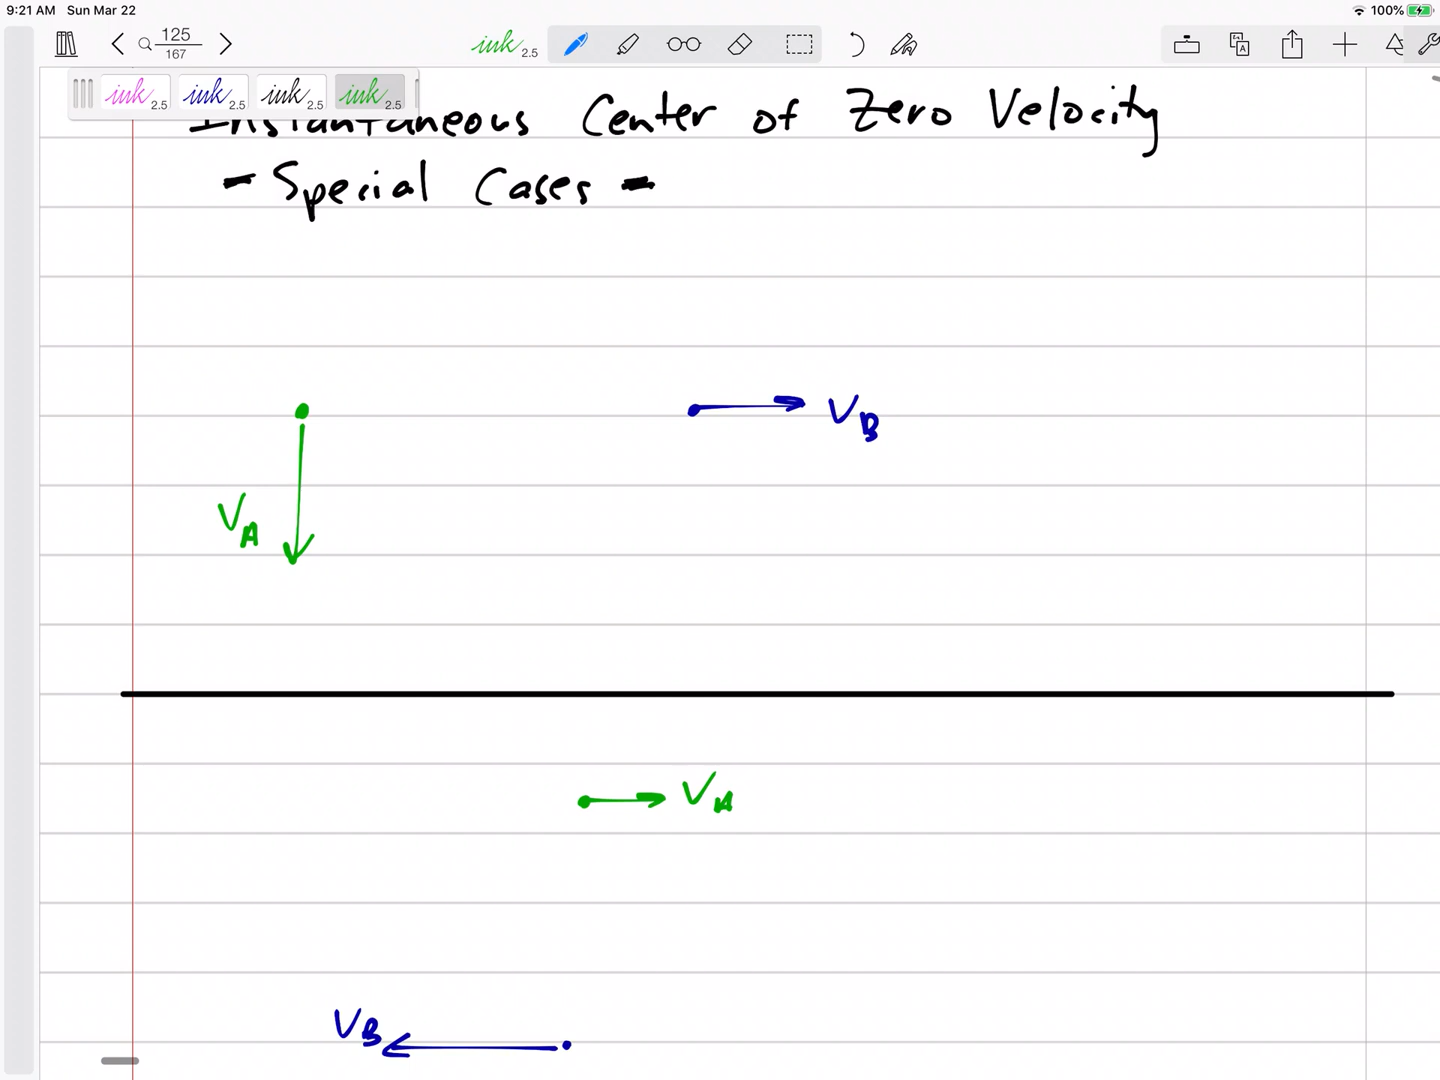 9:21 AM Sun Mar 22 100%
125
167
ink 2.5
ink 2.5 ink 2.5 ink 2.5 ink 2.5
Instantaneous Center of Zero Velocity
- Special Cases -
VB
VA
VA
VB